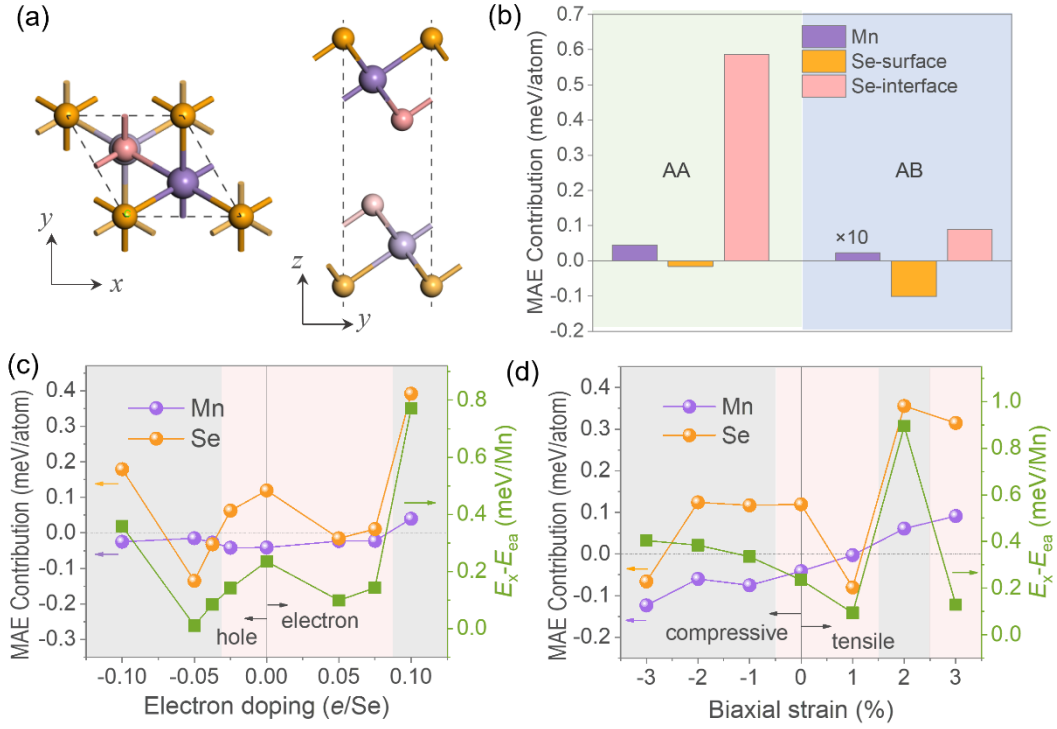 (a)
y
x
z
y
(b)
MAE Contribution (meV/atom)
0.7
0.6
0.5
0.4
0.3
0.2
0.1
0.0
-0.1
-0.2
Mn
Se-surface
Se-interface
AA
AB
×10
(c)
MAE Contribution (meV/atom)
0.4
0.3
0.2
0.1
0.0
-0.1
-0.2
-0.3
Mn
Se
hole
electron
0.8
0.6
0.4
0.2
0.0
Ex-Eea (meV/Mn)
-0.10 -0.05 0.00 0.05 0.10
Electron doping (e/Se)
(d)
MAE Contribution (meV/atom)
0.4
0.3
0.2
0.1
0.0
-0.1
-0.2
Mn
Se
compressive
tensile
1.0
0.8
0.6
0.4
0.2
0.0
Ex-Eea (meV/Mn)
-3 -2 -1 0 1 2 3
Biaxial strain (%)